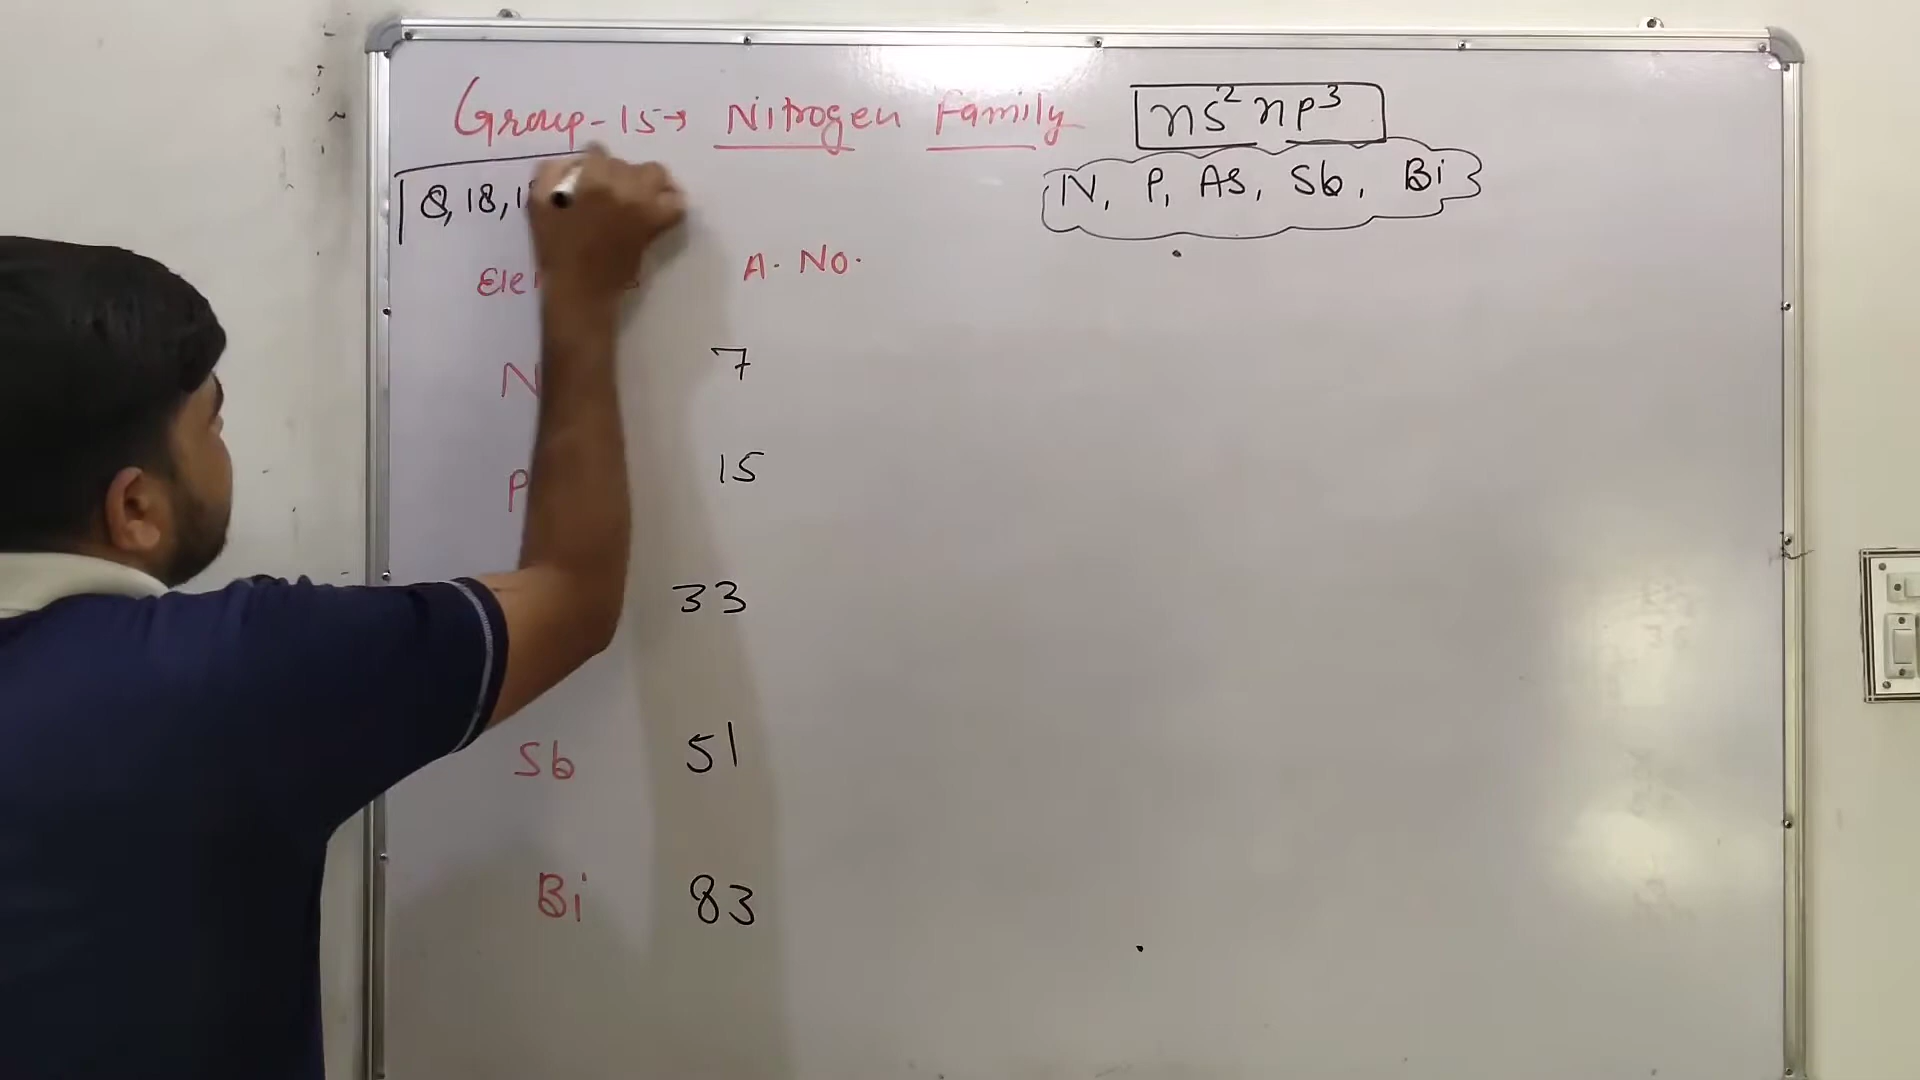 Group-15→ Nitrogen Family ns² np³
N, P, As, Sb, Bi
8, 18,
A. No.
N 7
P 15
33
Sb 51
Bi 83